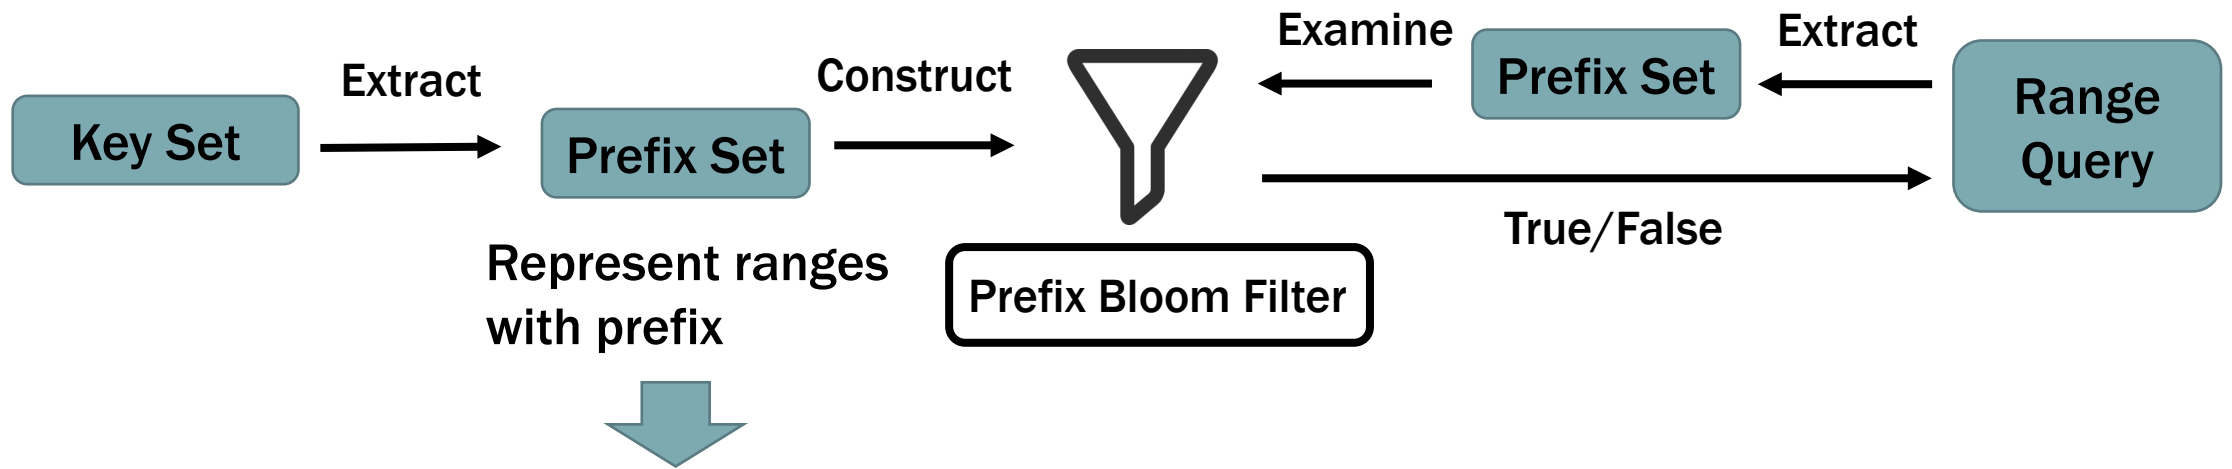 Key Set
Extract
Prefix Set
Construct
Examine
Prefix Set
Extract
Range
Query
True/False
Represent ranges
with prefix
Prefix Bloom Filter